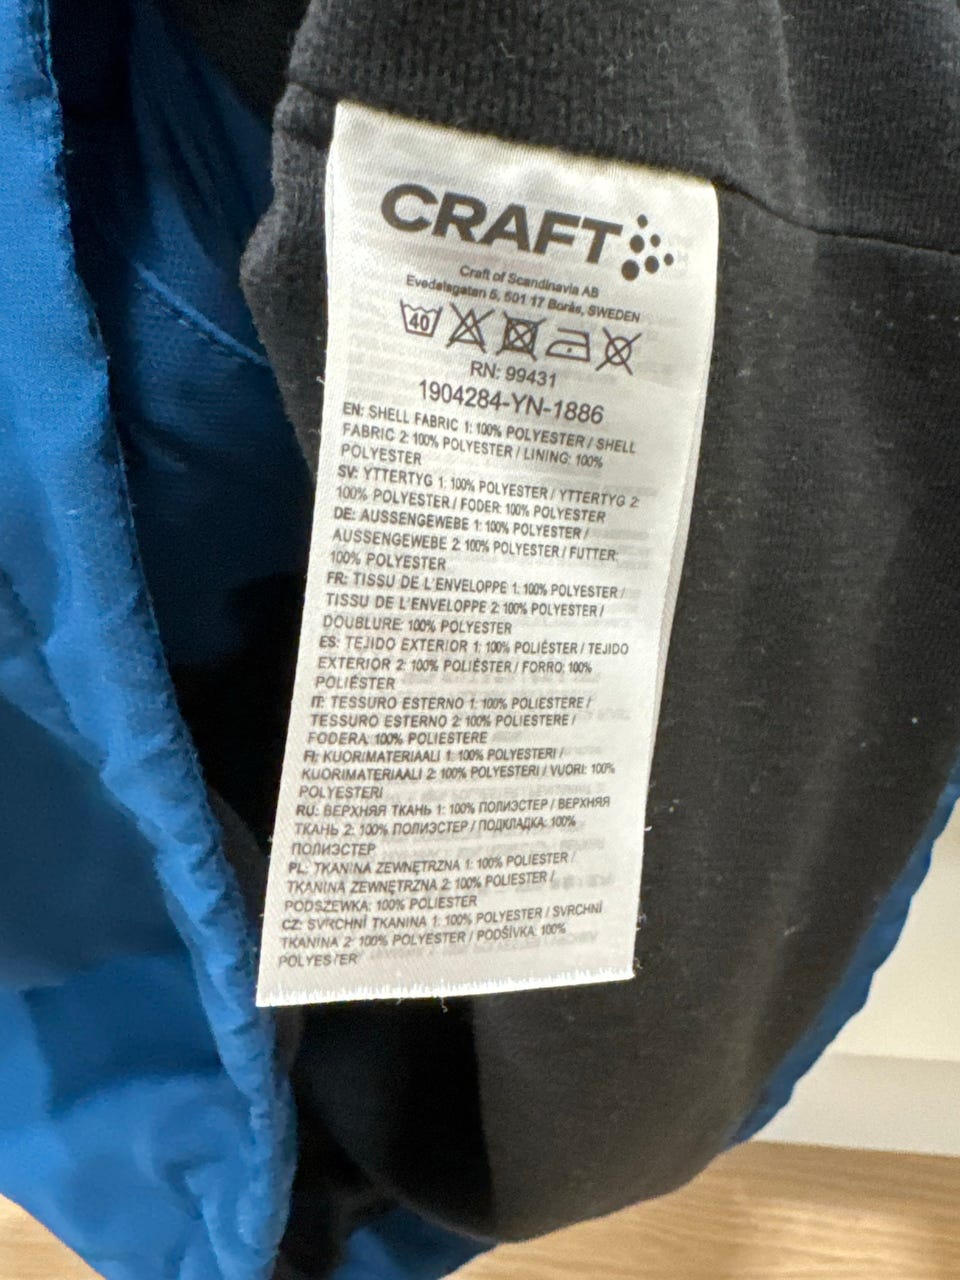 CRAFT
Craft of Scandinavia AB
Evedalsgatan 5, 501 17 Borås, SWEDEN
40
RN: 99431
1904284-YN-1886
EN: SHELL FABRIC 1: 100% POLYESTER / SHELL
FABRIC 2: 100% POLYESTER / LINING: 100%
POLYESTER
SV: YTTERTYG 1: 100% POLYESTER / YTTERTYG 2:
100% POLYESTER / FODER: 100% POLYESTER
DE: AUSSENGEWEBE 1: 100% POLYESTER /
AUSSENGEWEBE 2: 100% POLYESTER / FUTTER:
100% POLYESTER
FR: TISSU DE L'ENVELOPPE 1: 100% POLYESTER /
TISSU DE L'ENVELOPPE 2: 100% POLYESTER /
DOUBLURE: 100% POLYESTER
ES: TEJIDO EXTERIOR 1: 100% POLIÉSTER / TEJIDO
EXTERIOR 2: 100% POLIÉSTER / FORRO: 100%
POLIÉSTER
IT: TESSURO ESTERNO 1: 100% POLIESTERE /
TESSURO ESTERNO 2: 100% POLIESTERE /
FODERA: 100% POLIESTERE
FI: KUORIMATERIAALI 1: 100% POLYESTERI /
KUORIMATERIAALI 2: 100% POLYESTERI / VUORI: 100%
POLYESTERI
RU: ВЕРХНЯЯ ТКАНЬ 1: 100% ПОЛИЭСТЕР / ВЕРХНЯЯ
ТКАНЬ 2: 100% ПОЛИЭСТЕР / ПОДКЛАДКА: 100%
ПОЛИЭСТЕР
PL: TKANINA ZEWNĘTRZNA 1: 100% POLIESTER /
TKANINA ZEWNĘTRZNA 2: 100% POLIESTER /
PODSZEWKA: 100% POLIESTER
CZ: SVRCHNÍ TKANINA 1: 100% POLYESTER / SVRCHNÍ
TKANINA 2: 100% POLYESTER / PODŠÍVKA: 100%
POLYESTER